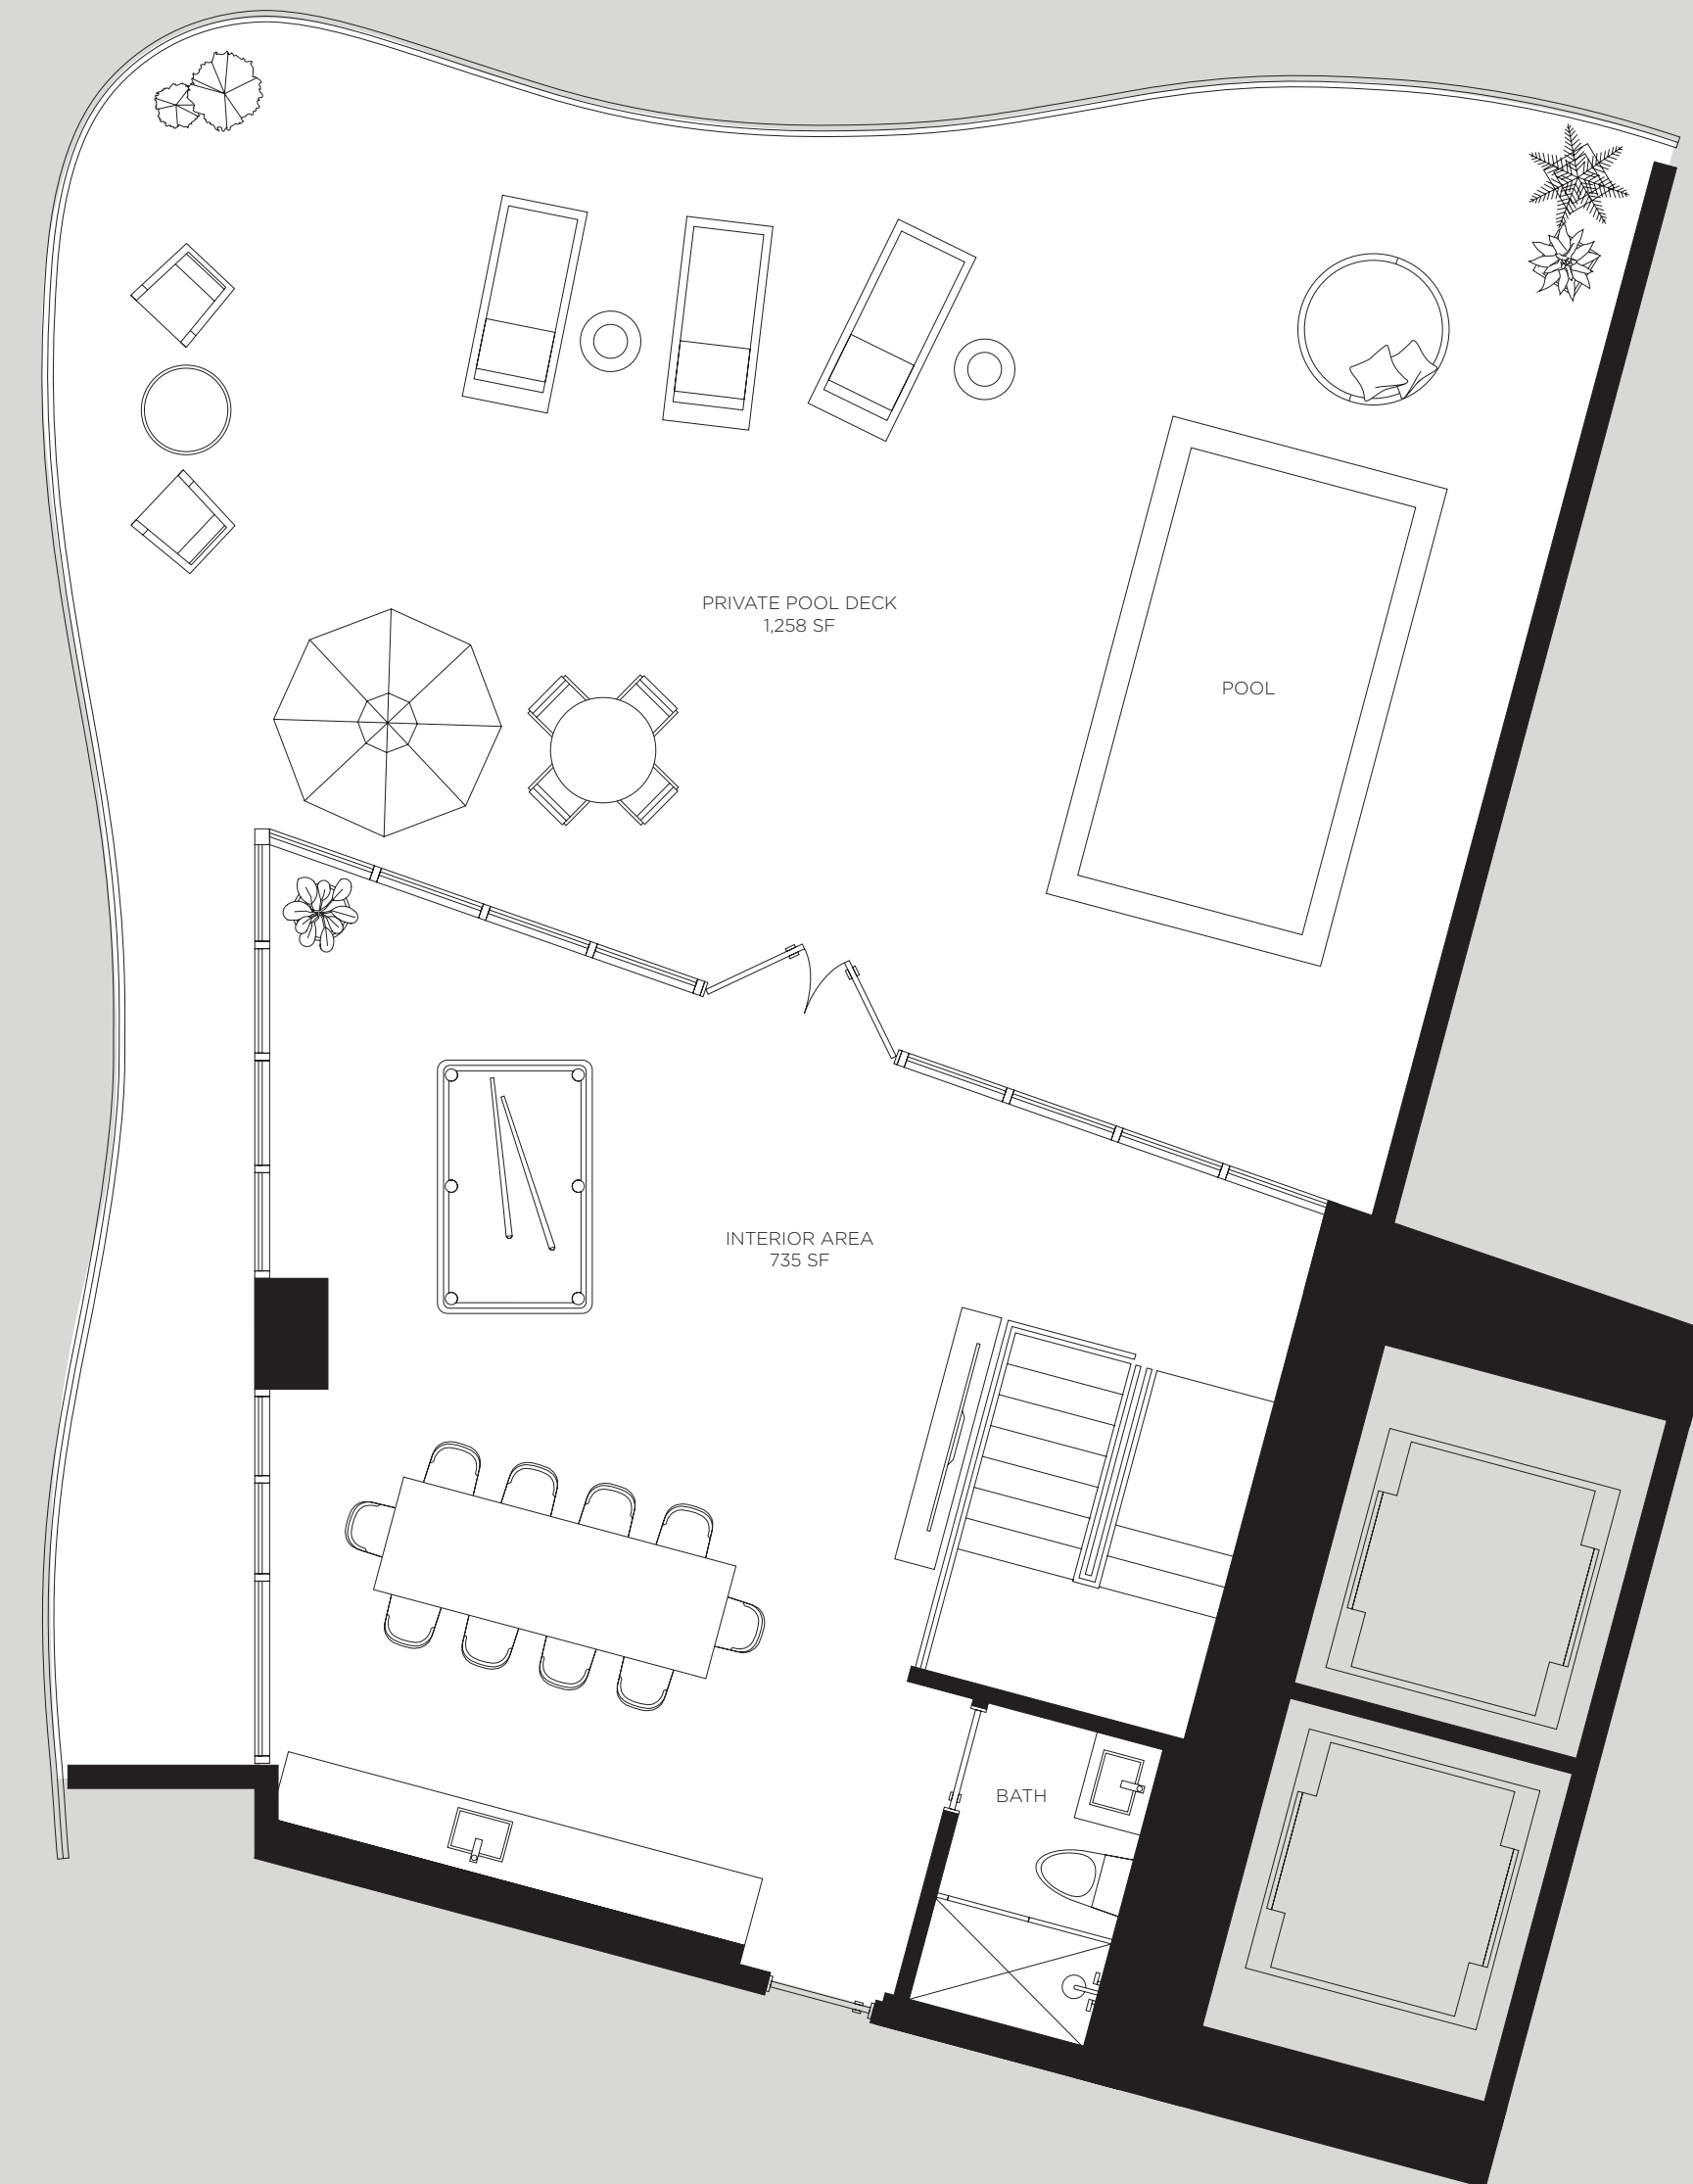 PRIVATE POOL DECK
1,258 SF
POOL
INTERIOR AREA
735 SF
BATH